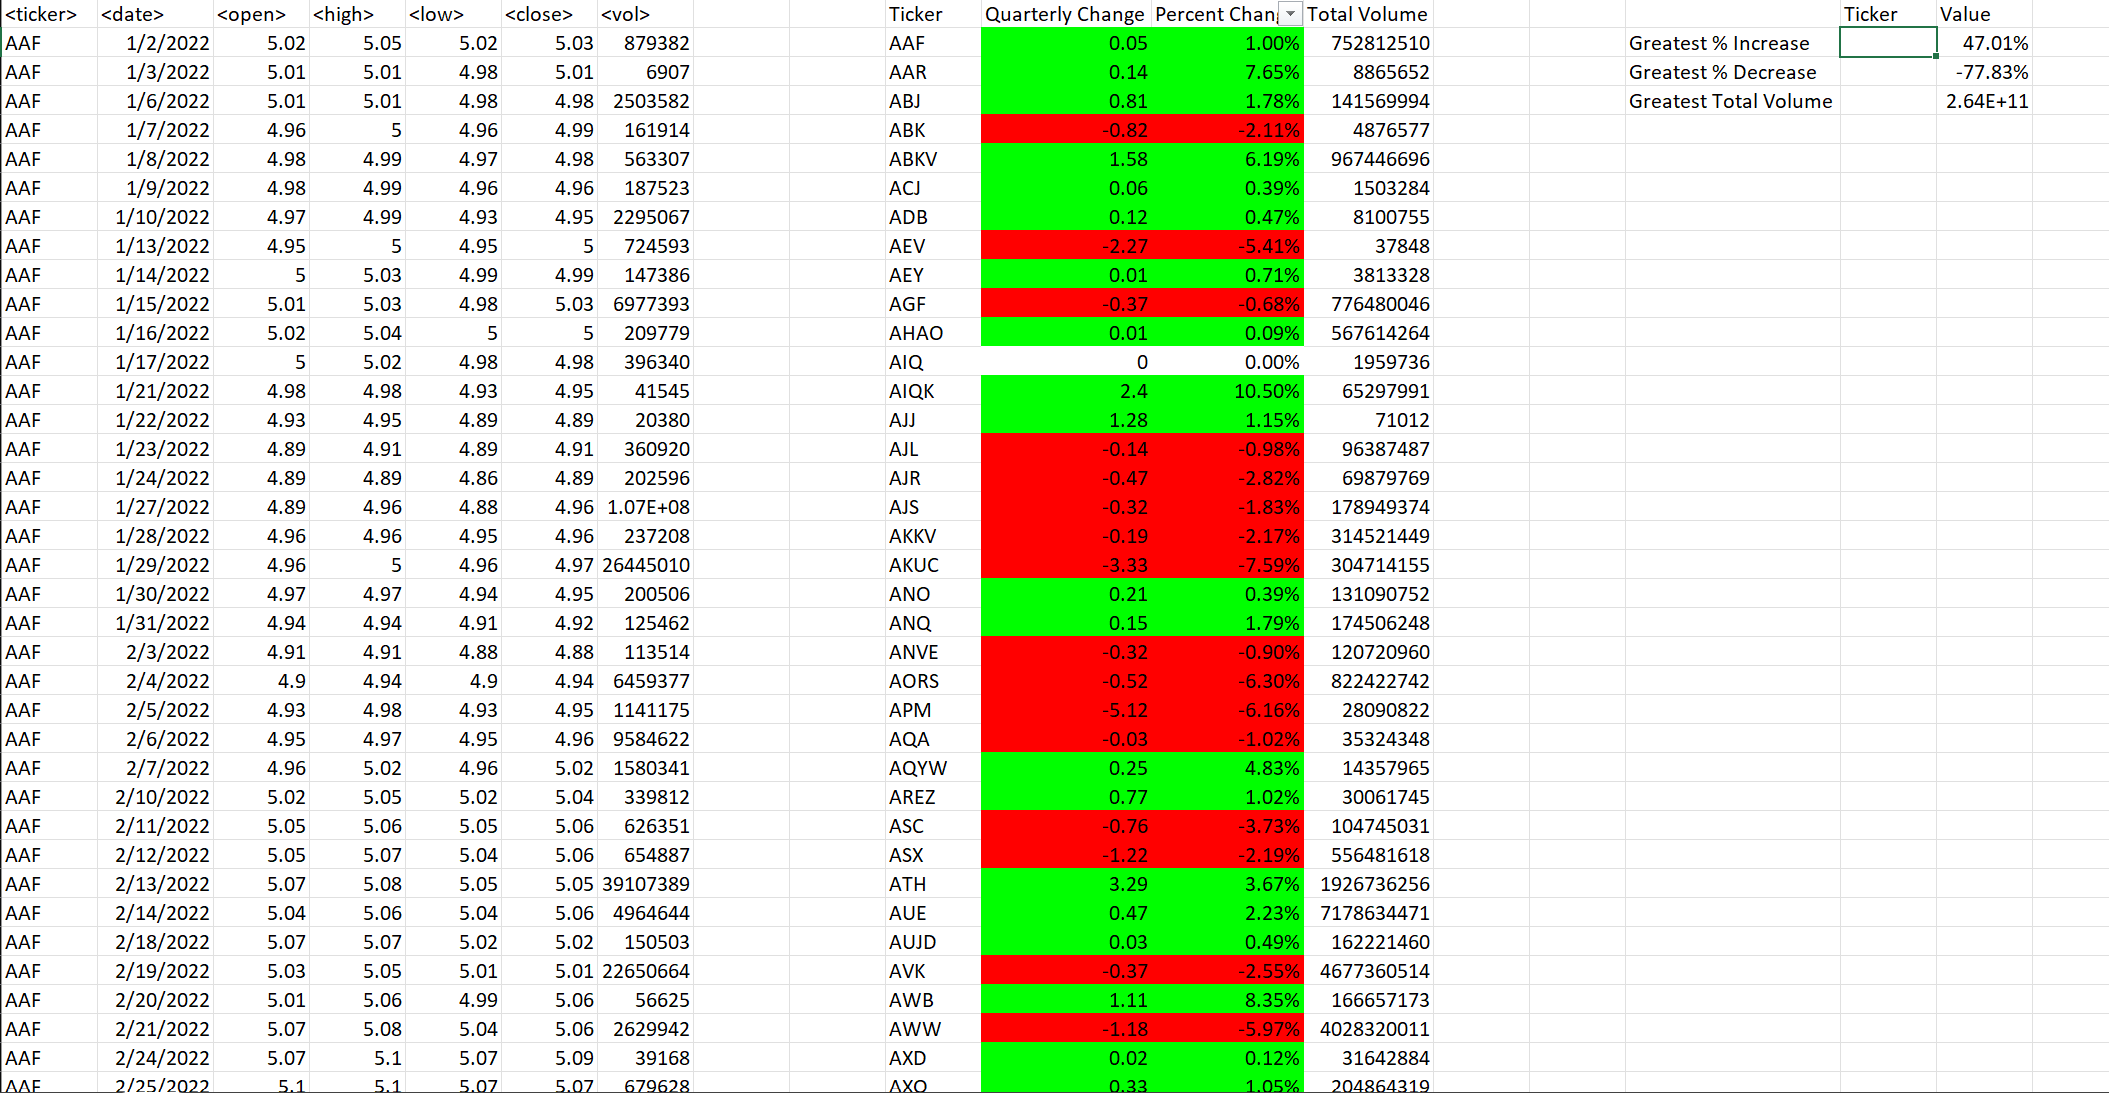 <ticker> <date> <open> <high> <low> <close> <vol> Ticker Quarterly Change Percent Chang Total Volume Ticker Value
AAF 1/2/2022 5.02 5.05 5.02 5.03 879382 AAF 0.05 1.00% 752812510 Greatest % Increase 47.01%
AAF 1/3/2022 5.01 5.01 4.98 5.01 6907 AAR 0.14 7.65% 8865652 Greatest % Decrease -77.83%
AAF 1/6/2022 5.01 5.01 4.98 4.98 2503582 ABJ 0.81 1.78% 141569994 Greatest Total Volume 2.64E+11
AAF 1/7/2022 4.96 5 4.96 4.99 161914 ABK -0.82 -2.11% 4876577
AAF 1/8/2022 4.98 4.99 4.97 4.98 563307 ABKV 1.58 6.19% 967446696
AAF 1/9/2022 4.98 4.99 4.96 4.96 187523 ACJ 0.06 0.39% 1503284
AAF 1/10/2022 4.97 4.99 4.93 4.95 2295067 ADB 0.12 0.47% 8100755
AAF 1/13/2022 4.95 5 4.95 5 724593 AEV -2.27 -5.41% 37848
AAF 1/14/2022 5 5.03 4.99 4.99 147386 AEY 0.01 0.71% 3813328
AAF 1/15/2022 5.01 5.03 4.98 5.03 6977393 AGF -0.37 -0.68% 776480046
AAF 1/16/2022 5.02 5.04 5 5 209779 AHAO 0.01 0.09% 567614264
AAF 1/17/2022 5 5.02 4.98 4.98 396340 AIQ 0 0.00% 1959736
AAF 1/21/2022 4.98 4.98 4.93 4.95 41545 AIQK 2.4 10.50% 65297991
AAF 1/22/2022 4.93 4.95 4.89 4.89 20380 AJJ 1.28 1.15% 71012
AAF 1/23/2022 4.89 4.91 4.89 4.91 360920 AJL -0.14 -0.98% 96387487
AAF 1/24/2022 4.89 4.89 4.86 4.89 202596 AJR -0.47 -2.82% 69879769
AAF 1/27/2022 4.89 4.96 4.88 4.96 1.07E+08 AJS -0.32 -1.83% 178949374
AAF 1/28/2022 4.96 4.96 4.95 4.96 237208 AKKV -0.19 -2.17% 314521449
AAF 1/29/2022 4.96 5 4.96 4.97 26445010 AKUC -3.33 -7.59% 304714155
AAF 1/30/2022 4.97 4.97 4.94 4.95 200506 ANO 0.21 0.39% 131090752
AAF 1/31/2022 4.94 4.94 4.91 4.92 125462 ANQ 0.15 1.79% 174506248
AAF 2/3/2022 4.91 4.91 4.88 4.88 113514 ANVE -0.32 -0.90% 120720960
AAF 2/4/2022 4.9 4.94 4.9 4.94 6459377 AORS -0.52 -6.30% 822422742
AAF 2/5/2022 4.93 4.98 4.93 4.95 1141175 APM -5.12 -6.16% 28090822
AAF 2/6/2022 4.95 4.97 4.95 4.96 9584622 AQA -0.03 -1.02% 35324348
AAF 2/7/2022 4.96 5.02 4.96 5.02 1580341 AQYW 0.25 4.83% 14357965
AAF 2/10/2022 5.02 5.05 5.02 5.04 339812 AREZ 0.77 1.02% 30061745
AAF 2/11/2022 5.05 5.06 5.05 5.06 626351 ASC -0.76 -3.73% 104745031
AAF 2/12/2022 5.05 5.07 5.04 5.06 654887 ASX -1.22 -2.19% 556481618
AAF 2/13/2022 5.07 5.08 5.05 5.05 39107389 ATH 3.29 3.67% 1926736256
AAF 2/14/2022 5.04 5.06 5.04 5.06 4964644 AUE 0.47 2.23% 7178634471
AAF 2/18/2022 5.07 5.07 5.02 5.02 150503 AUJD 0.03 0.49% 162221460
AAF 2/19/2022 5.03 5.05 5.01 5.01 22650664 AVK -0.37 -2.55% 4677360514
AAF 2/20/2022 5.01 5.06 4.99 5.06 56625 AWB 1.11 8.35% 166657173
AAF 2/21/2022 5.07 5.08 5.04 5.06 2629942 AWW -1.18 -5.97% 4028320011
AAF 2/24/2022 5.07 5.1 5.07 5.09 39168 AXD 0.02 0.12% 31642884
AAF 2/25/2022 5.1 5.1 5.07 5.07 679628 AXO 0.33 1.05% 204864319